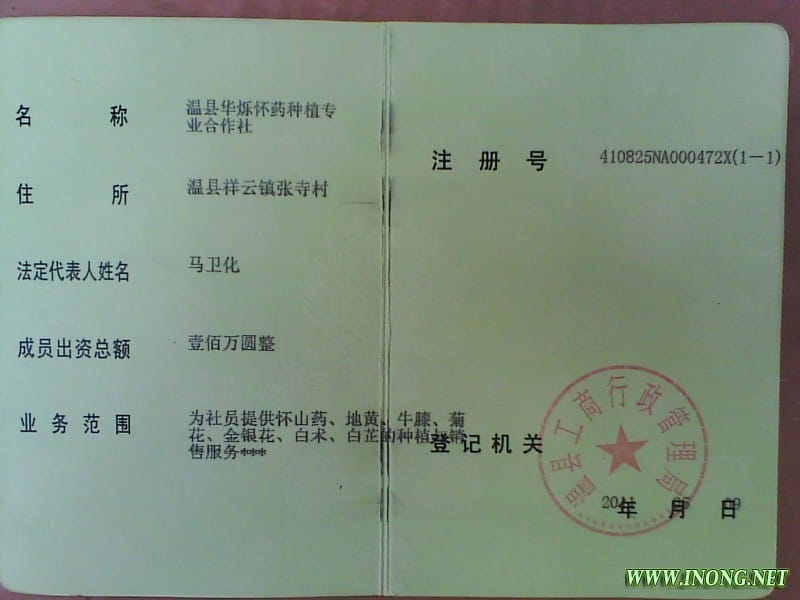 名 称 温县华烁怀药种植专
业合作社
住 所 温县祥云镇张寺村
法定代表人姓名 马卫化
成员出资总额 壹佰万圆整
业务范围 为社员提供怀山药、地黄、牛膝、菊
花、金银花、白术、白芷的种植 销
售服务***
注 册 号 410825NA000472X(1-1)
登记机关
温县工商行政管理局
年 月 日
WWW.INONG.NET